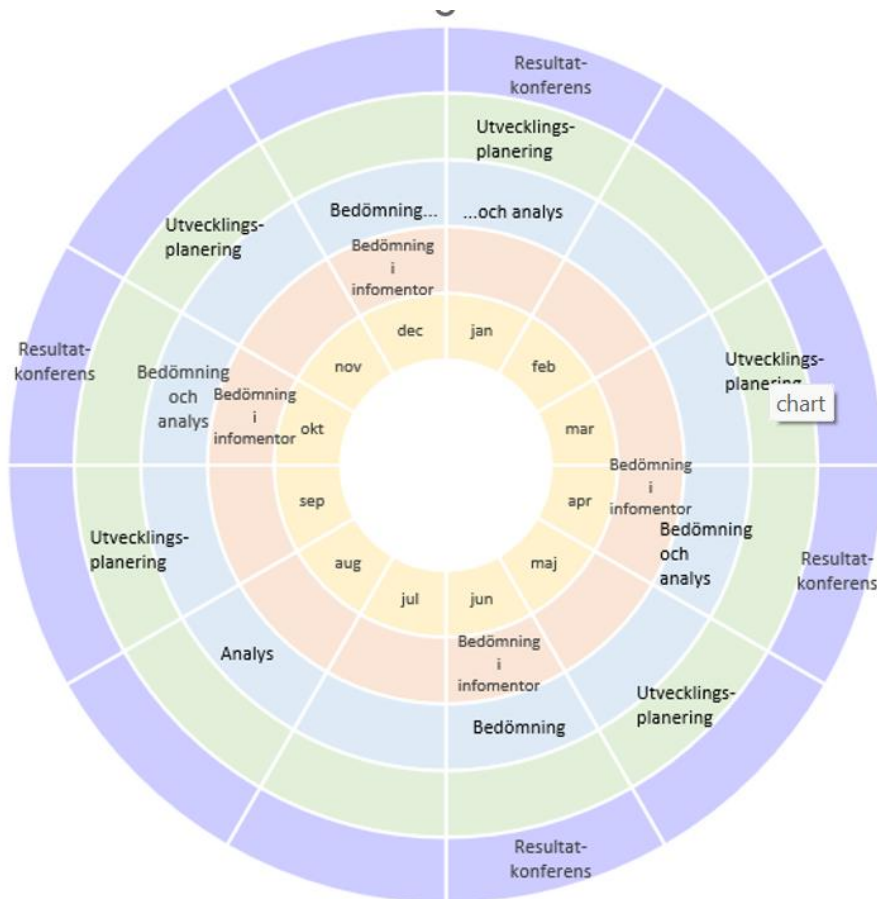 Resultat-
konferens
Utvecklings-
planering
Bedömning...
...och analys
Utvecklings-
planering
Bedömning
i
infomentor
dec
jan
nov
feb
Resultat-
konferens
Bedömning
och
analys
Bedömning
i
infomentor
okt
mar
Utvecklings-
planering
chart
sep
apr
Bedömning
i
infomentor
Bedömning
och
analys
Resultat-
konferens
Utvecklings-
planering
aug
maj
jul
jun
Analys
Bedömning
i
infomentor
Utvecklings-
planering
Bedömning
Resultat-
konferens